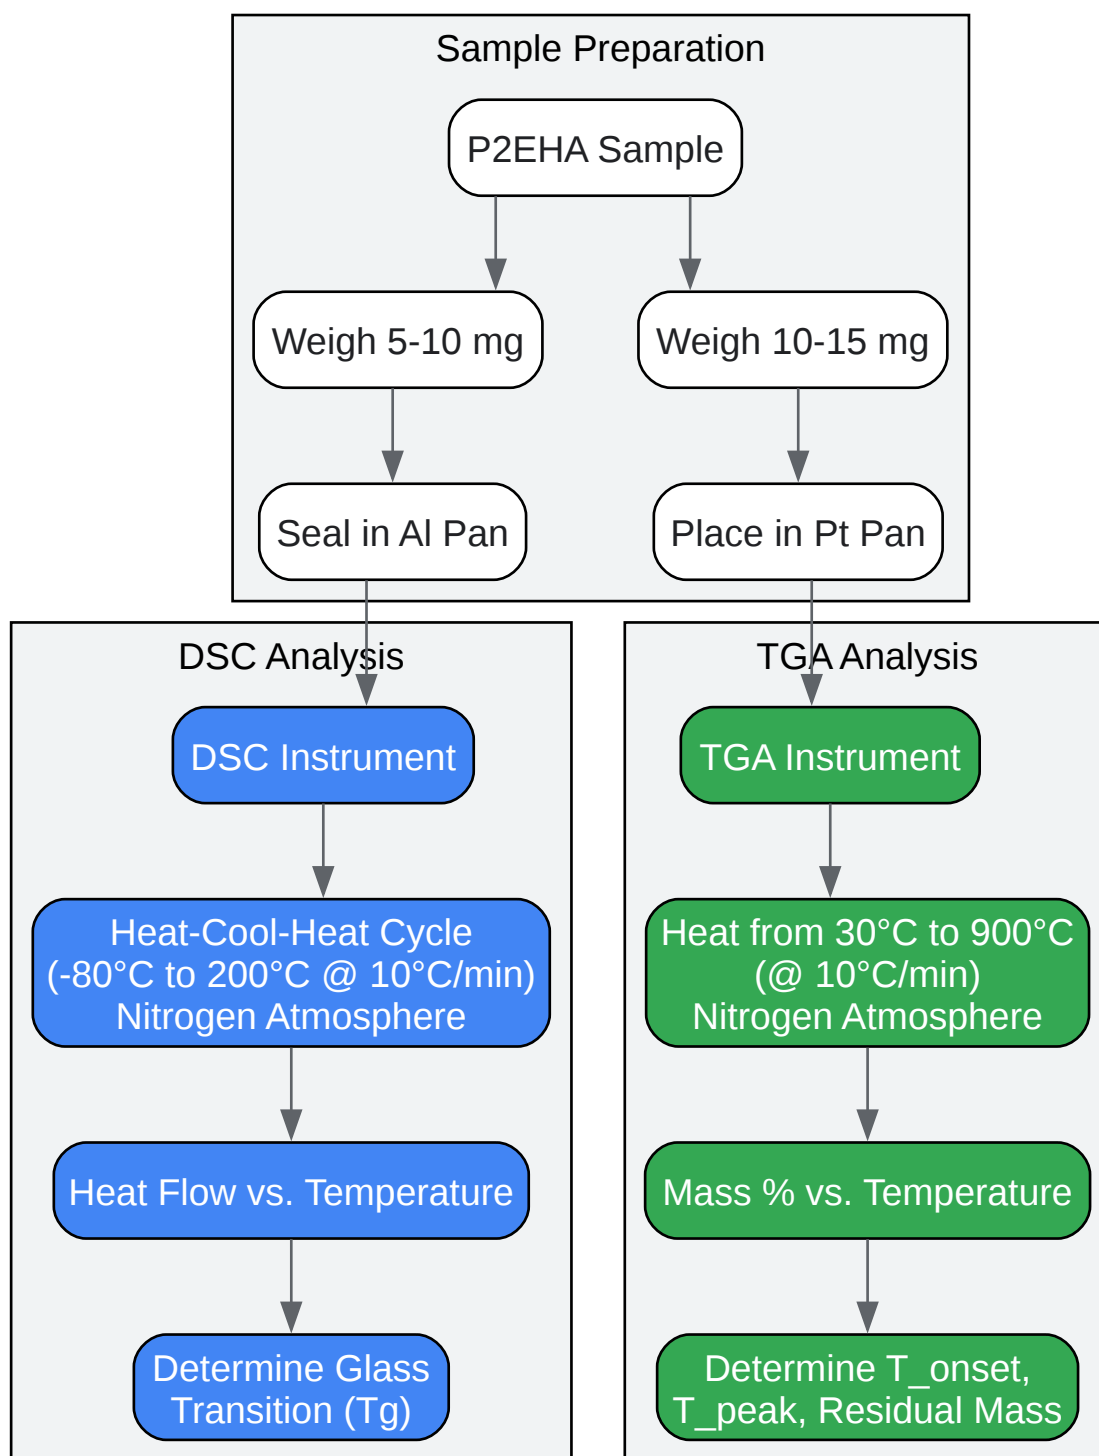 Sample Preparation
P2EHA Sample
Weigh 5-10 mg
Weigh 10-15 mg
Seal in Al Pan
Place in Pt Pan
DSC Analysis
DSC Instrument
Heat-Cool-Heat Cycle
(-80°C to 200°C @ 10°C/min)
Nitrogen Atmosphere
Heat Flow vs. Temperature
Determine Glass
Transition (Tg)
TGA Analysis
TGA Instrument
Heat from 30°C to 900°C
(@ 10°C/min)
Nitrogen Atmosphere
Mass % vs. Temperature
Determine T_onset,
T_peak, Residual Mass